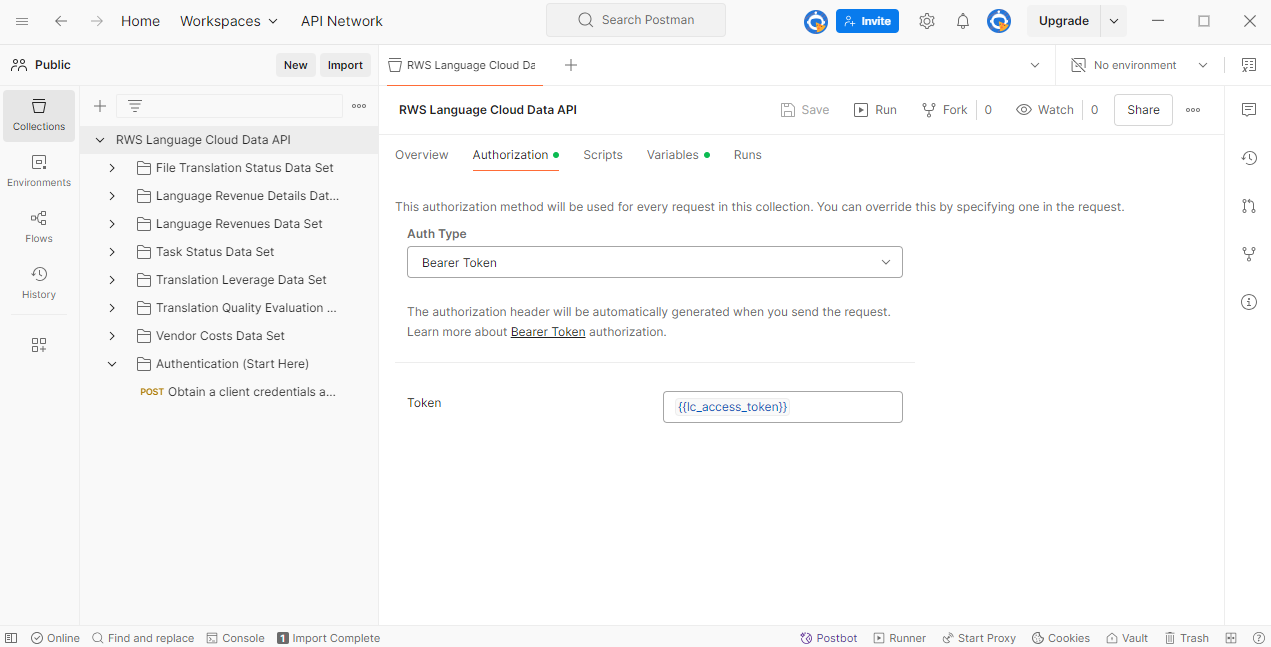 Home Workspaces API Network Search Postman Invite Upgrade
Public New Import RWS Language Cloud Da No environment
RWS Language Cloud Data API Save Run Fork 0 Watch 0 Share
Collections
Environments
Flows
History
RWS Language Cloud Data API
File Translation Status Data Set
Language Revenue Details Dat...
Language Revenues Data Set
Task Status Data Set
Translation Leverage Data Set
Translation Quality Evaluation ...
Vendor Costs Data Set
Authentication (Start Here)
POST Obtain a client credentials a...
Overview Authorization Scripts Variables Runs
This authorization method will be used for every request in this collection. You can override this by specifying one in the request.
Auth Type
Bearer Token
The authorization header will be automatically generated when you send the request.
Learn more about Bearer Token authorization.
Token {{lc_access_token}}
Online Find and replace Console 1 Import Complete Postbot Runner Start Proxy Cookies Vault Trash